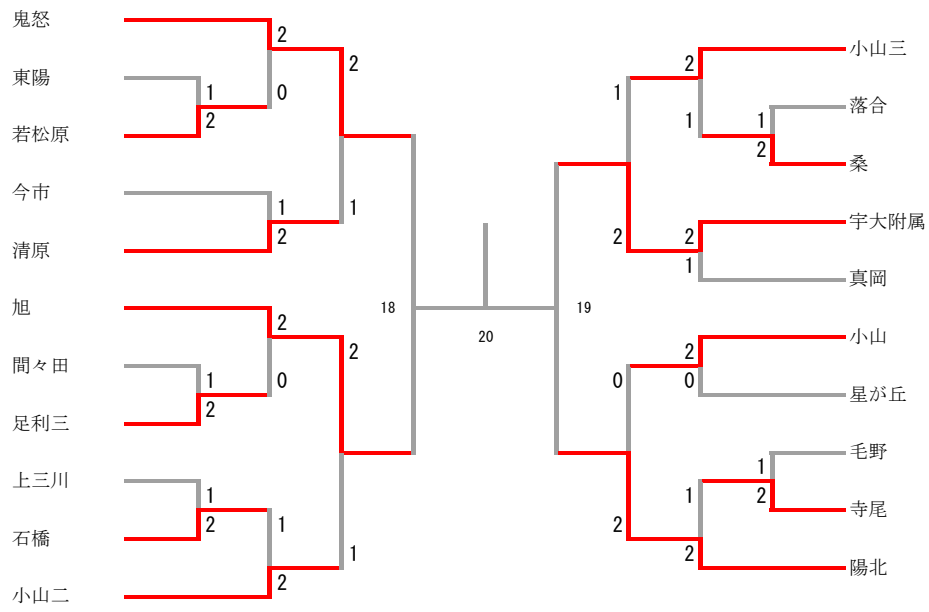 鬼怒
2
東陽
2
1
0
若松原
2
今市
1
1
清原
2
旭
2
18
間々田
2
1
0
足利三
2
上三川
1
石橋
2
1
1
小山二
2
20
小山三
2
1
落合
1
1
桑
2
宇大附属
2
2
真岡
1
19
小山
2
星が丘
0
0
毛野
1
寺尾
2
1
陽北
2
2